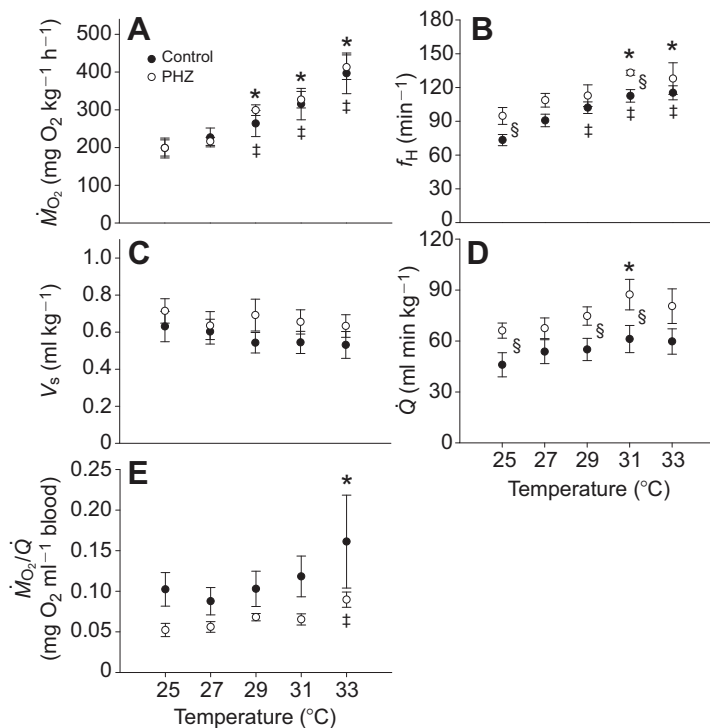 A
500
400
300
200
100
0
ṀO2 (mg O2 kg−1 h−1)
Control
PHZ
*
*
*
‡
‡
‡
B
180
150
120
90
60
30
0
fH (min−1)
*
*
§
§
‡
‡
‡
C
1.0
0.8
0.6
0.4
0.2
0
Vs (ml kg−1)
D
120
90
60
30
0
Q̇ (ml min kg−1)
*
§
§
§
25 27 29 31 33
Temperature (°C)
E
0.25
0.20
0.15
0.10
0.05
0
ṀO2/Q̇
(mg O2 ml−1 blood)
*
‡
25 27 29 31 33
Temperature (°C)